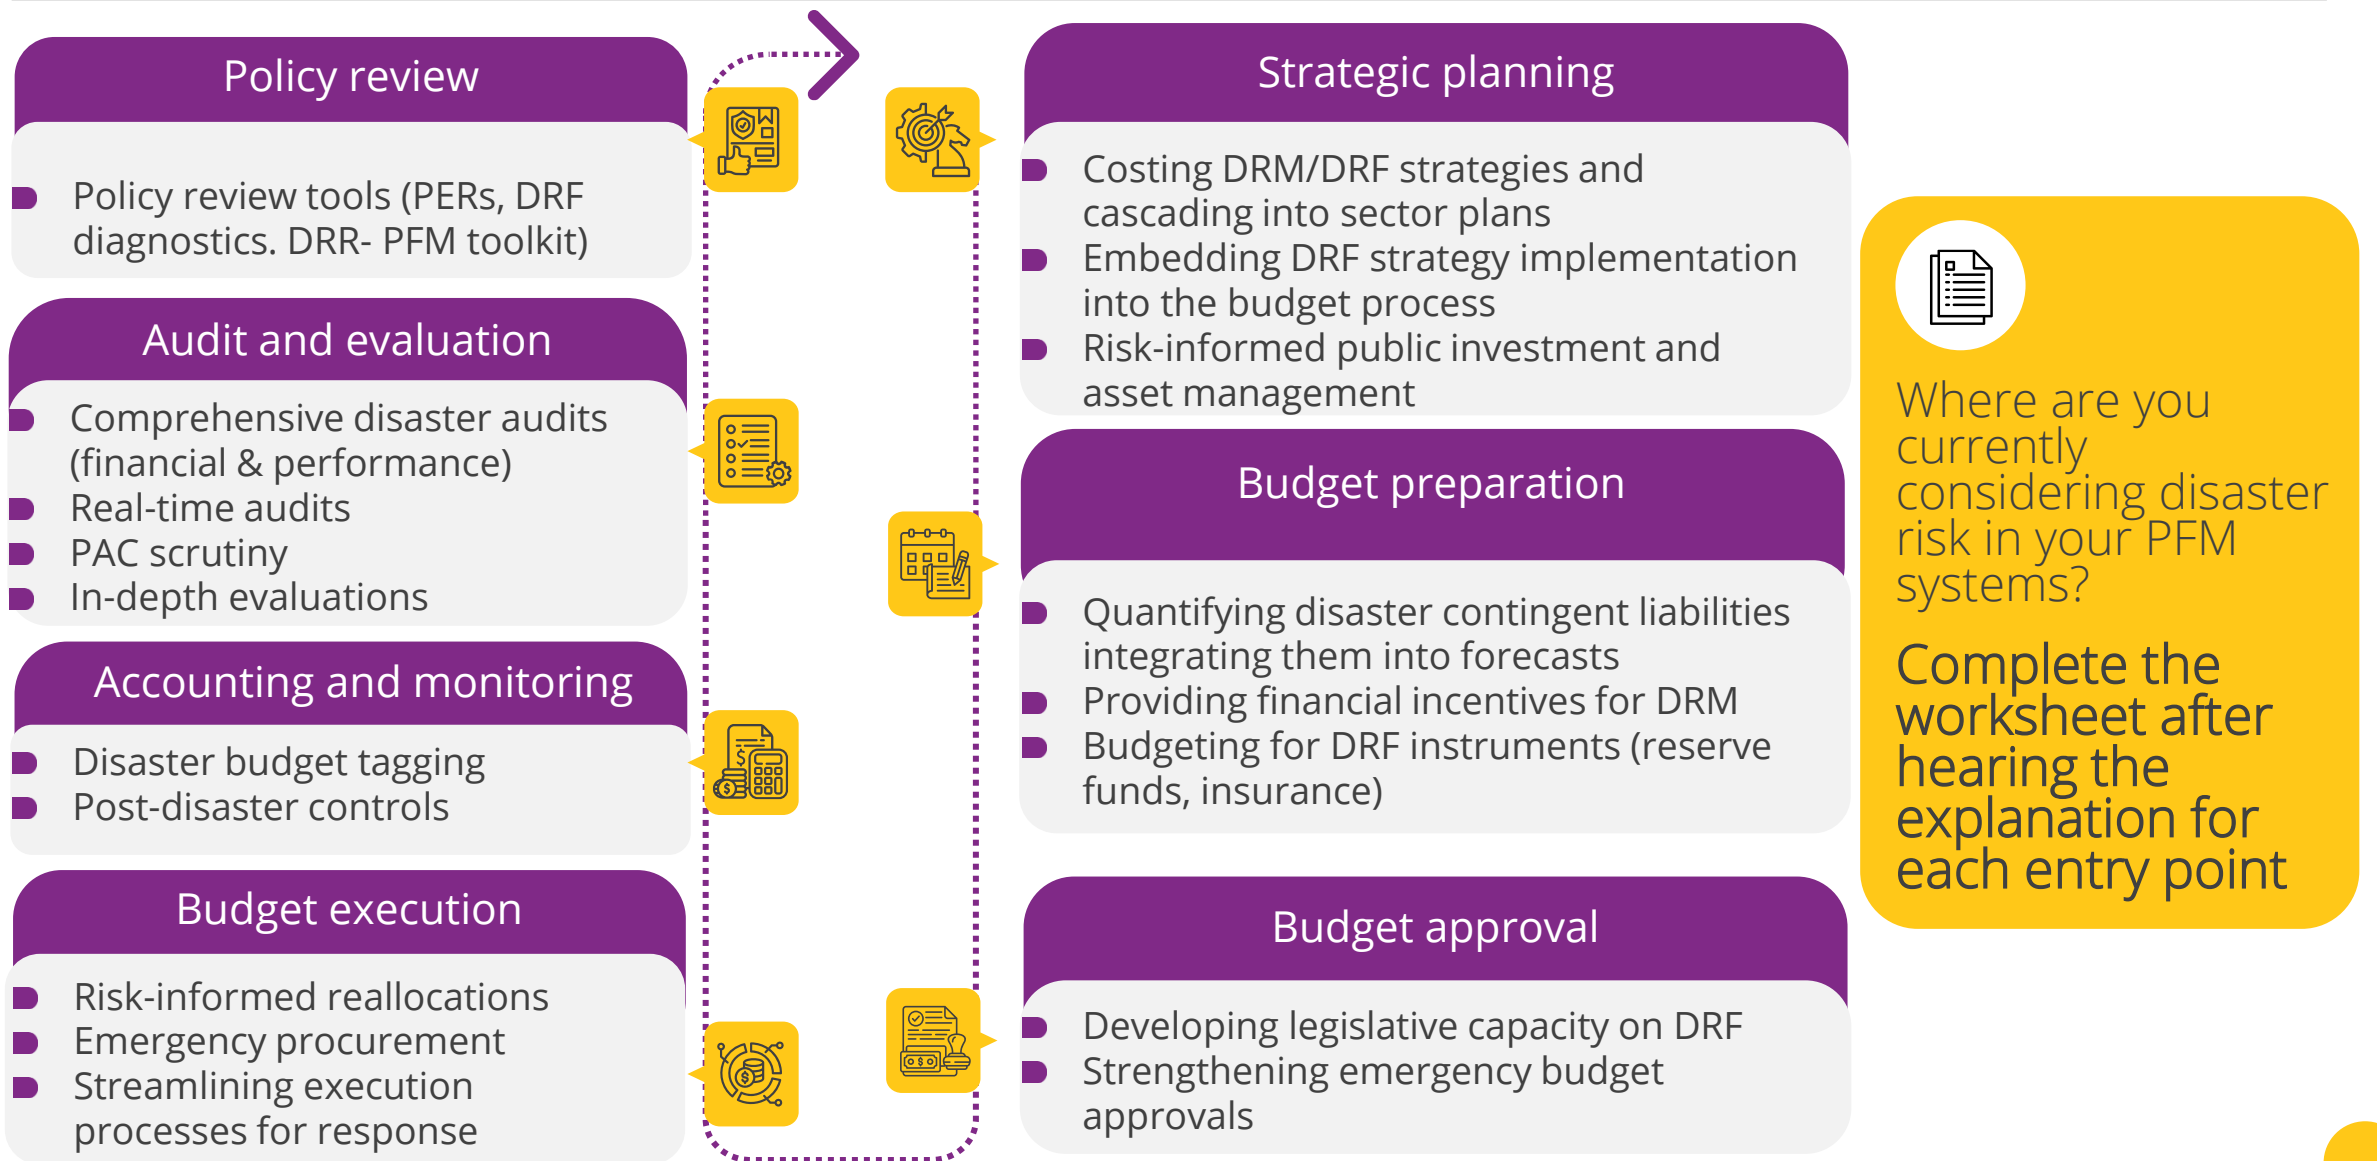 Policy review
Policy review tools (PERs, DRF
diagnostics. DRR- PFM toolkit)
Audit and evaluation
Comprehensive disaster audits
(financial & performance)
Real-time audits
PAC scrutiny
In-depth evaluations
Accounting and monitoring
Disaster budget tagging
Post-disaster controls
Budget execution
Risk-informed reallocations
Emergency procurement
Streamlining execution
processes for response
Strategic planning
Costing DRM/DRF strategies and
cascading into sector plans
Embedding DRF strategy implementation
into the budget process
Risk-informed public investment and
asset management
Budget preparation
Quantifying disaster contingent liabilities
integrating them into forecasts
Providing financial incentives for DRM
Budgeting for DRF instruments (reserve
funds, insurance)
Budget approval
Developing legislative capacity on DRF
Strengthening emergency budget
approvals
Where are you
currently
considering disaster
risk in your PFM
systems?
Complete the
worksheet after
hearing the
explanation for
each entry point